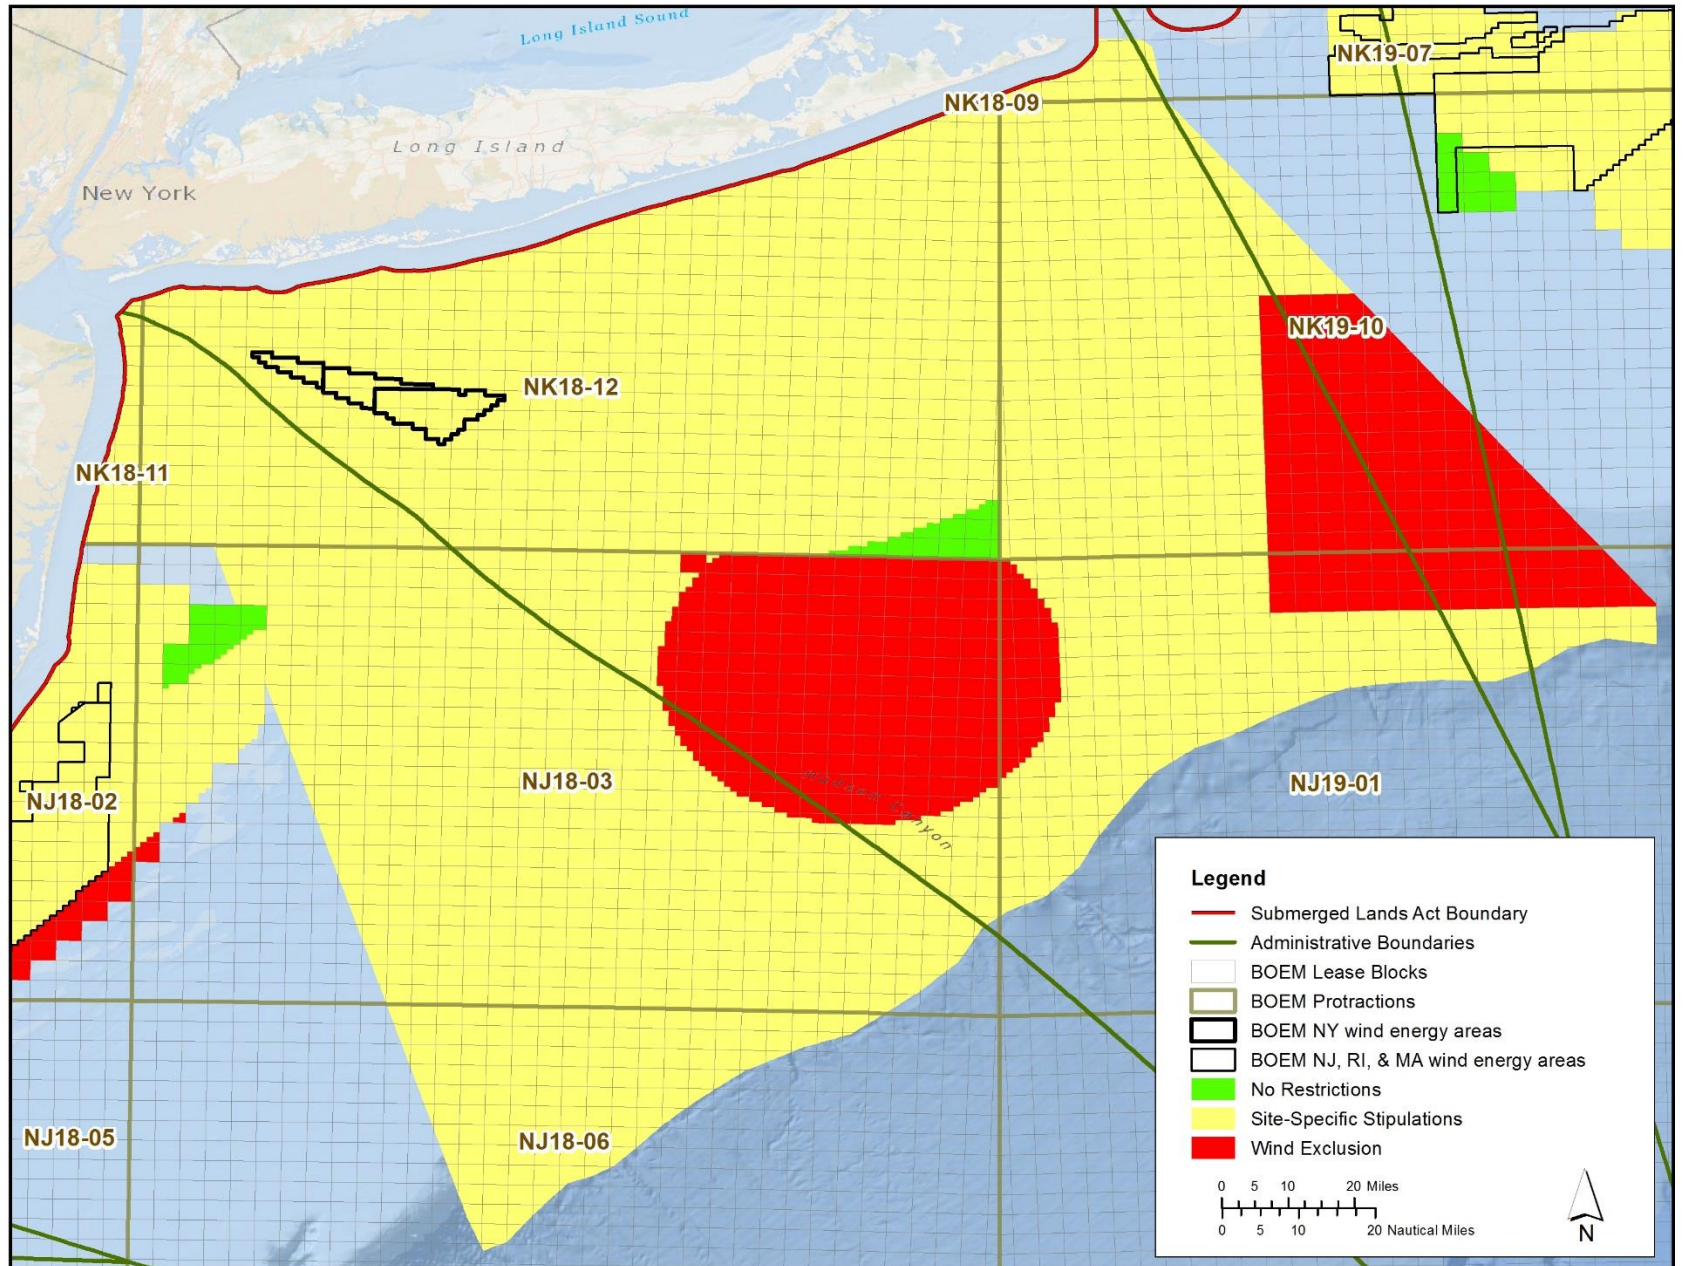 Long Island Sound
NK19-07
NK18-09
Long Island
New York
NK19-10
NK18-12
NK18-11
NJ18-03
Hudson Canyon
NJ19-01
NJ18-02
Legend
Submerged Lands Act Boundary
Administrative Boundaries
BOEM Lease Blocks
BOEM Protractions
BOEM NY wind energy areas
BOEM NJ, RI, & MA wind energy areas
No Restrictions
Site-Specific Stipulations
Wind Exclusion
NJ18-05
NJ18-06
0 5 10 20 Miles
0 5 10 20 Nautical Miles
N